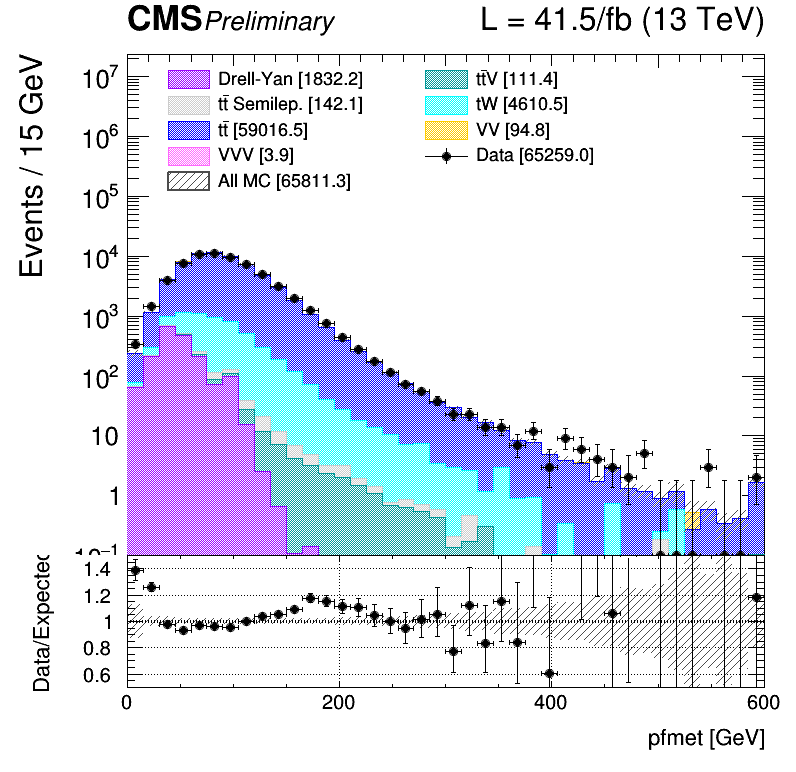 CMS Preliminary L = 41.5/fb (13 TeV)
Events / 15 GeV
10⁷
10⁶
10⁵
10⁴
10³
10²
10
1
10⁻¹
Drell-Yan [1832.2]
tt̄ Semilep. [142.1]
tt̄ [59016.5]
VVV [3.9]
All MC [65811.3]
tt̄V [111.4]
tW [4610.5]
VV [94.8]
Data [65259.0]
Data/Expected
1.4
1.2
1
0.8
0.6
0 200 400 600
pfmet [GeV]